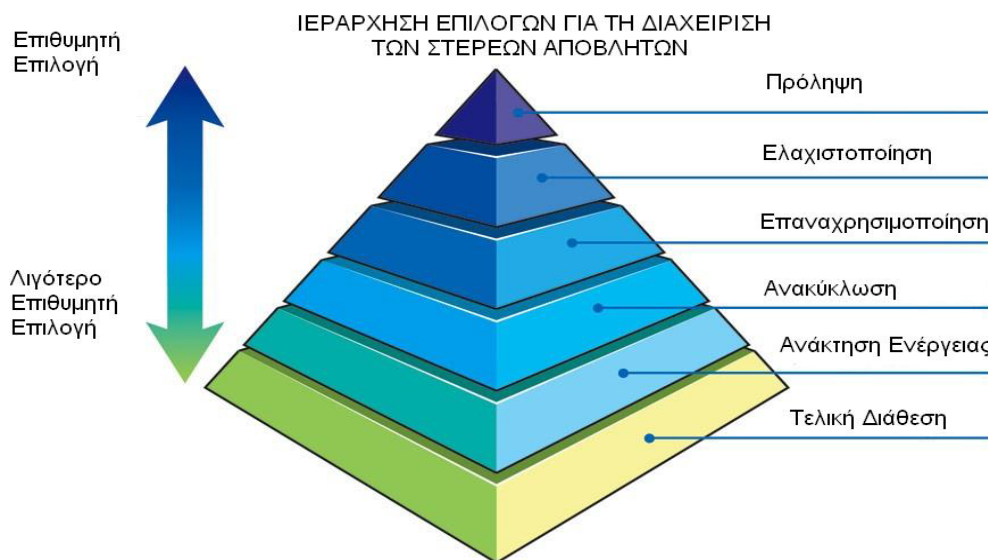 ΙΕΡΑΡΧΗΣΗ ΕΠΙΛΟΓΩΝ ΓΙΑ ΤΗ ΔΙΑΧΕΙΡΙΣΗ
ΤΩΝ ΣΤΕΡΕΩΝ ΑΠΟΒΛΗΤΩΝ
Επιθυμητή
Επιλογή
Πρόληψη
Ελαχιστοποίηση
Επαναχρησιμοποίηση
Λιγότερο
Επιθυμητή
Επιλογή
Ανακύκλωση
Ανάκτηση Ενέργειας
Τελική Διάθεση